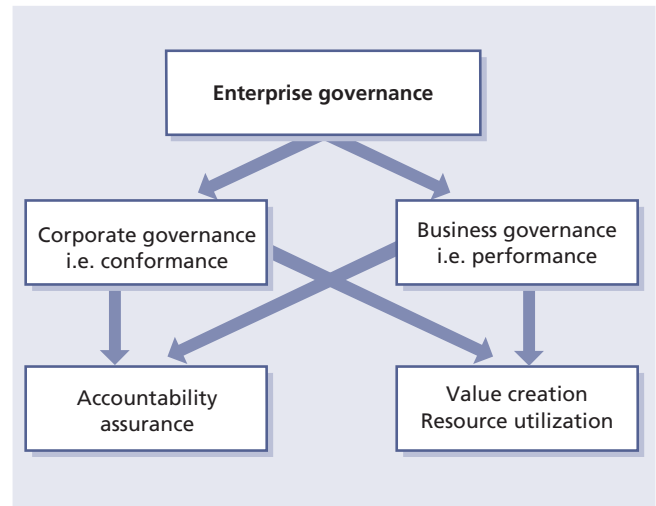 Enterprise governance
Corporate governance
i.e. conformance
Business governance
i.e. performance
Accountability
assurance
Value creation
Resource utilization